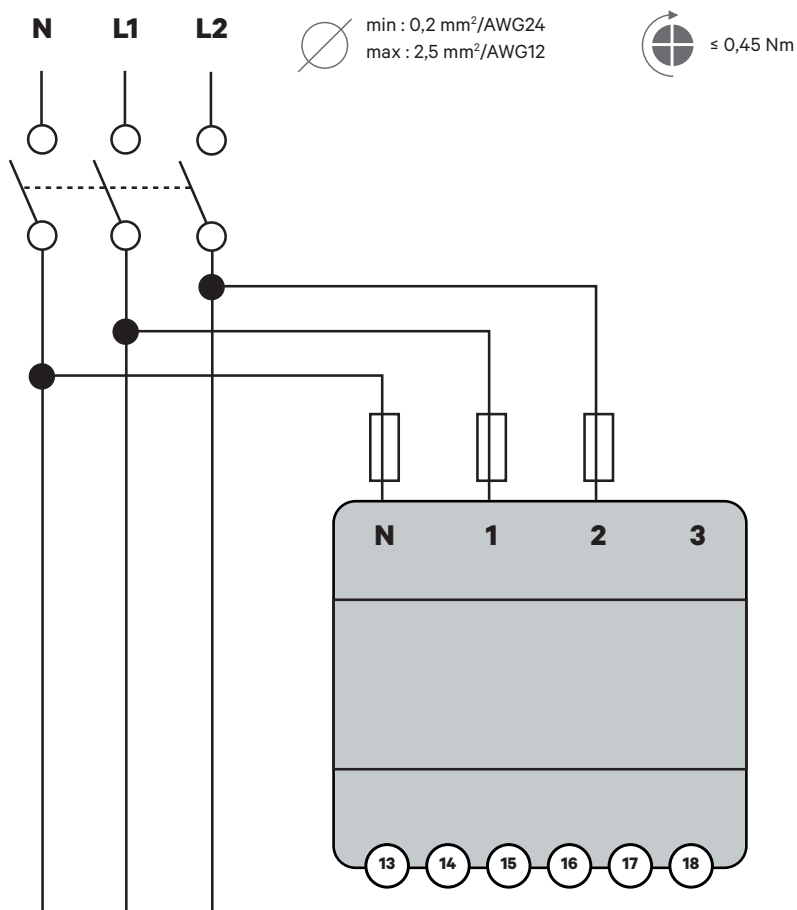 N L1 L2
min : 0,2 mm²/AWG24
max : 2,5 mm²/AWG12
≤ 0,45 Nm
N 1 2 3
13 14 15 16 17 18